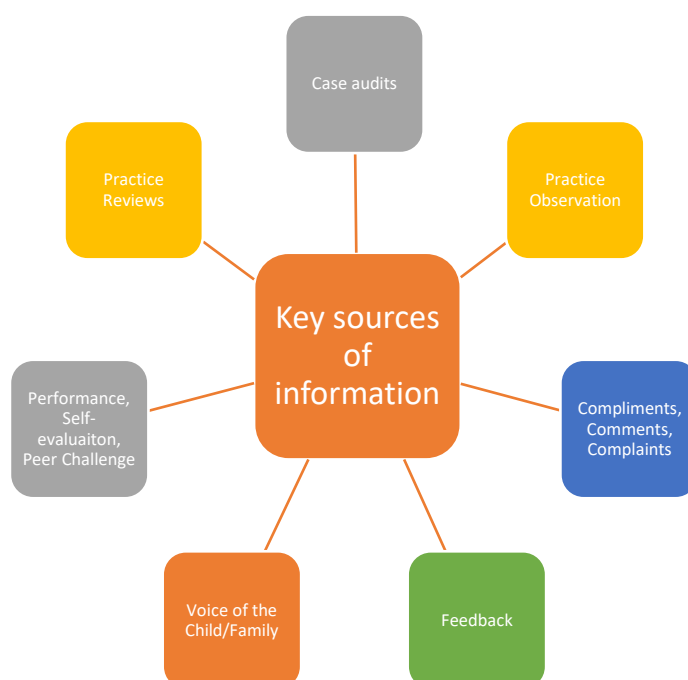 Case audits
Practice
Reviews
Practice
Observation
Key sources
of
information
Performance,
Self-
evaluaiton,
Peer Challenge
Compliments,
Comments,
Complaints
Voice of the
Child/Family
Feedback